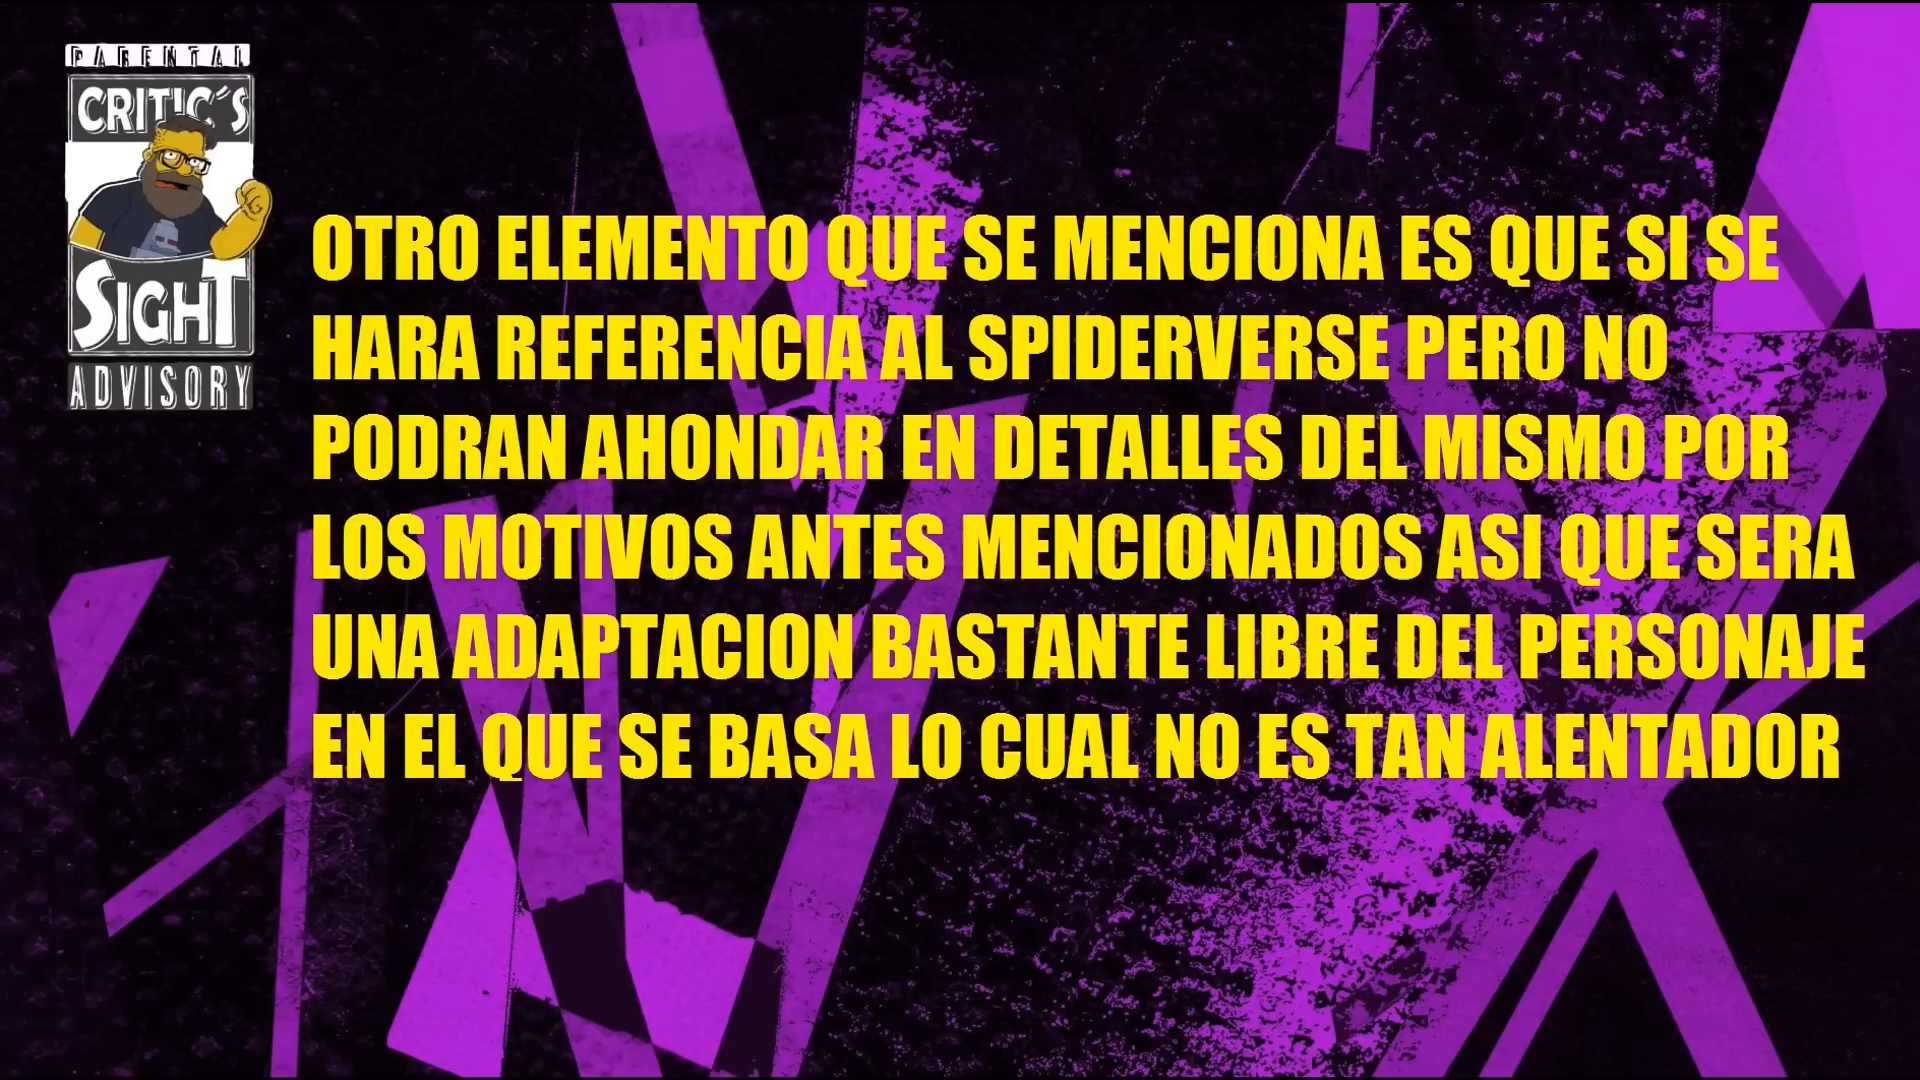 PARENTAL
CRITIC´S
SIGHT
ADVISORY
OTRO ELEMENTO QUE SE MENCIONA ES QUE SI SE
HARA REFERENCIA AL SPIDERVERSE PERO NO
PODRAN AHONDAR EN DETALLES DEL MISMO POR
LOS MOTIVOS ANTES MENCIONADOS ASI QUE SERA
UNA ADAPTACION BASTANTE LIBRE DEL PERSONAJE
EN EL QUE SE BASA LO CUAL NO ES TAN ALENTADOR